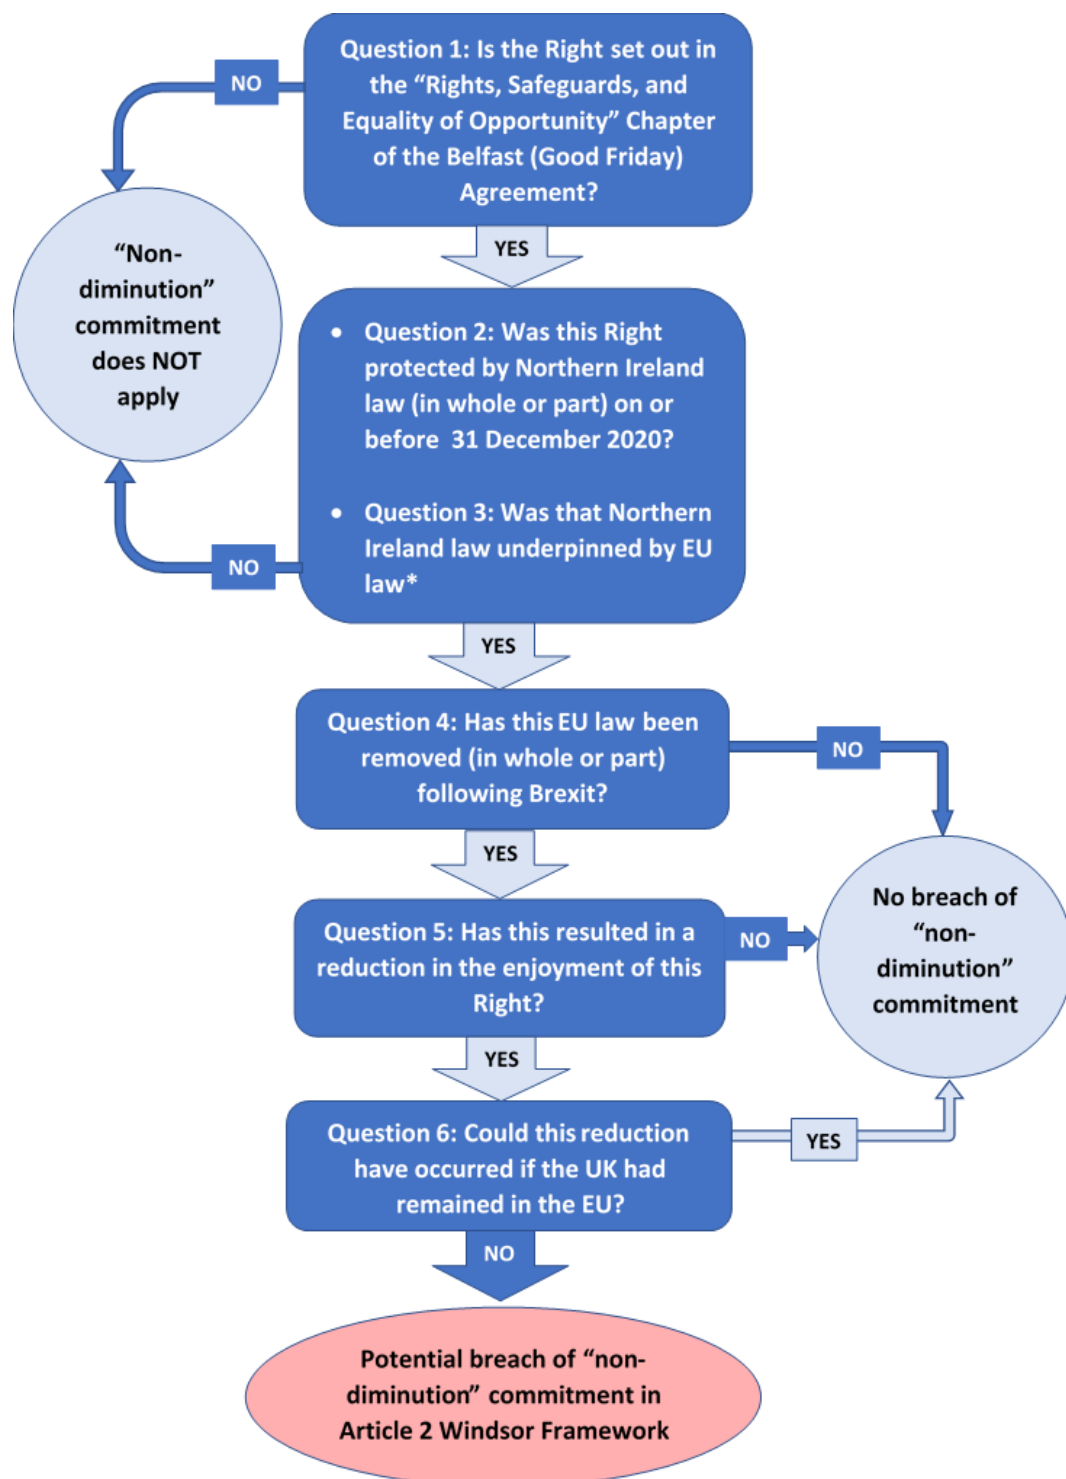 Question 1: Is the Right set out in
the “Rights, Safeguards, and
Equality of Opportunity” Chapter
of the Belfast (Good Friday)
Agreement?
NO
YES
“Non-
diminution”
commitment
does NOT
apply
• Question 2: Was this Right
protected by Northern Ireland
law (in whole or part) on or
before 31 December 2020?
• Question 3: Was that Northern
Ireland law underpinned by EU
law*
NO
YES
Question 4: Has this EU law been
removed (in whole or part)
following Brexit?
NO
YES
No breach of
“non-
diminution”
commitment
Question 5: Has this resulted in a
reduction in the enjoyment of this
Right?
NO
YES
Question 6: Could this reduction
have occurred if the UK had
remained in the EU?
YES
NO
Potential breach of “non-
diminution” commitment in
Article 2 Windsor Framework